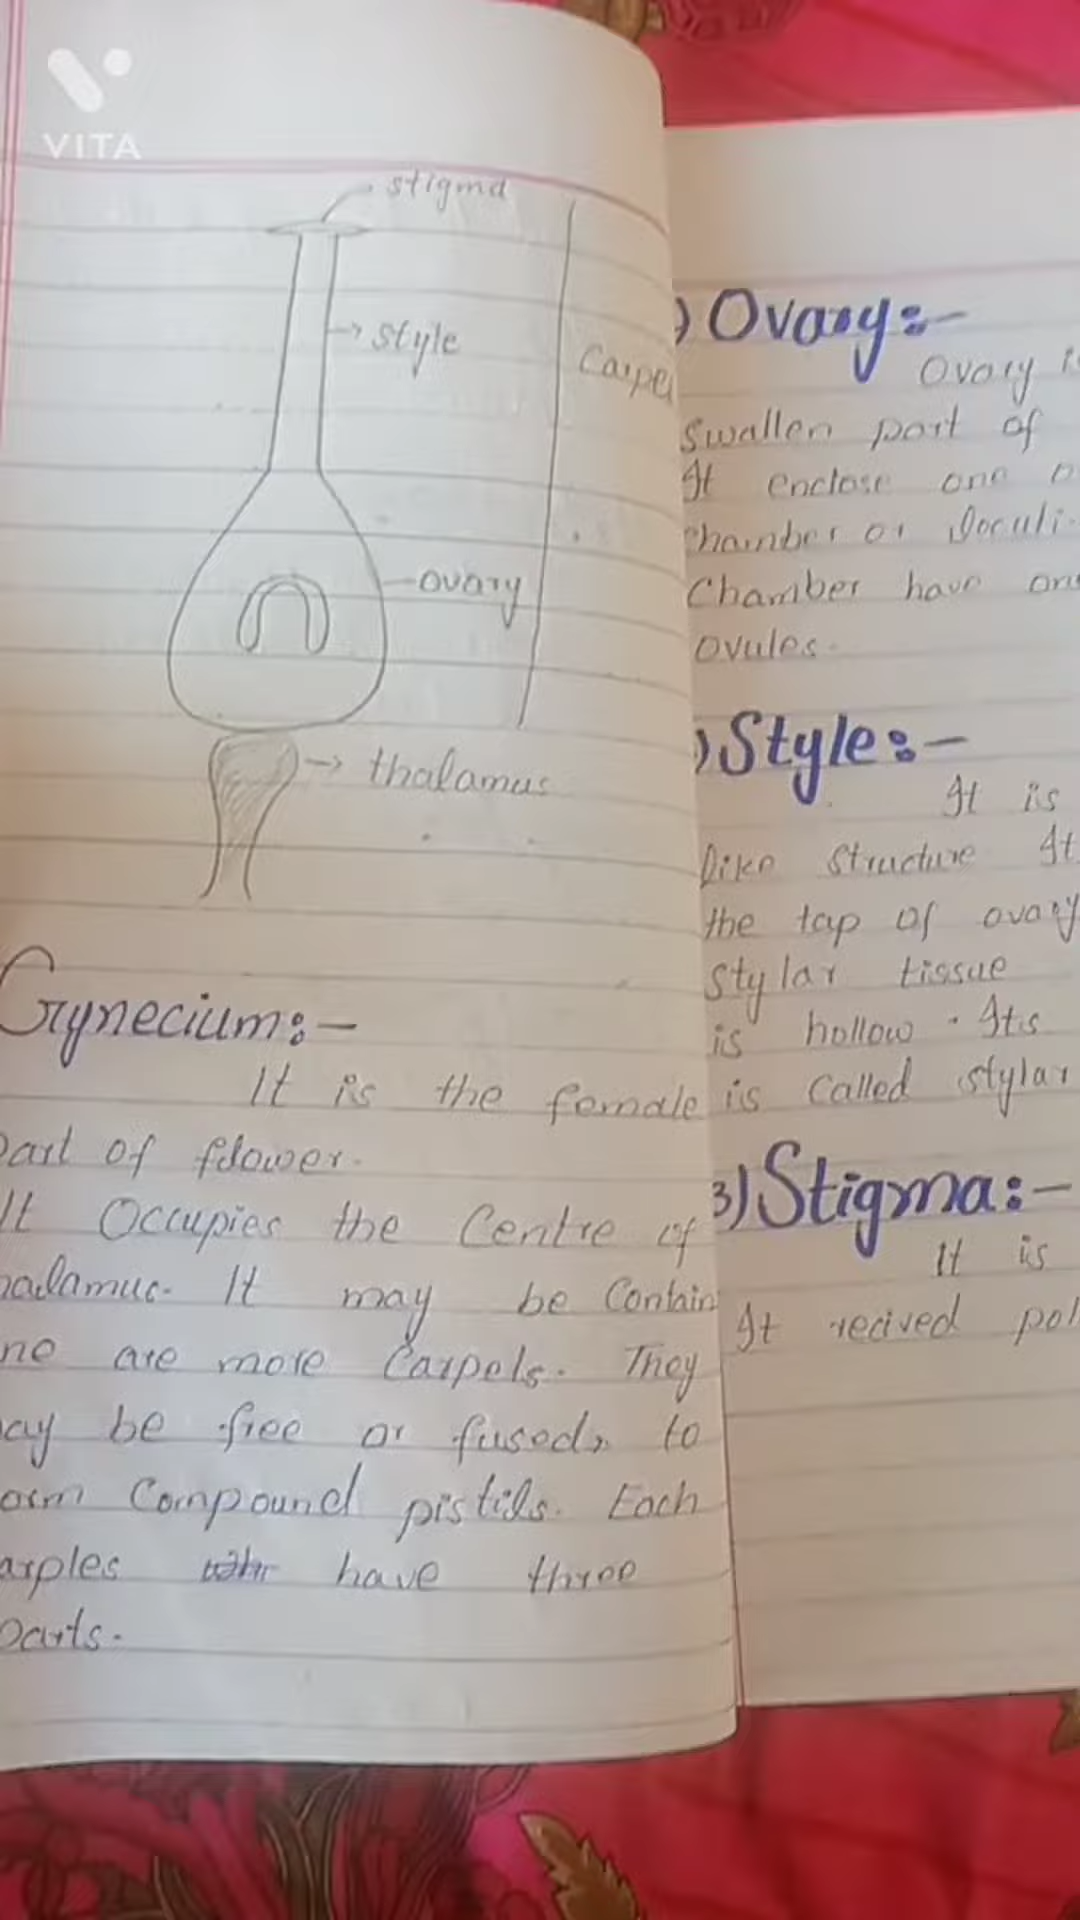 VITA
stigma
style
Carpe
ovary
thalamus
Gynecium:-
It is the female
part of flower.
It Occupies the Centre of
halamus. It may be Contain
ne are more Carpels. They
ay be free or fused, to
orm Compound pistils. Each
arples have three
parts.
) Ovary:-
Ovary is
Swallen part of
It enclose one o
Chamber or loculi.
Chamber have one
ovules.
) Style:-
It is
like structure It
the tap of ovary
stylar tissue
is hollow. Its
is called stylar
3) Stigma:-
It is
It recived pol